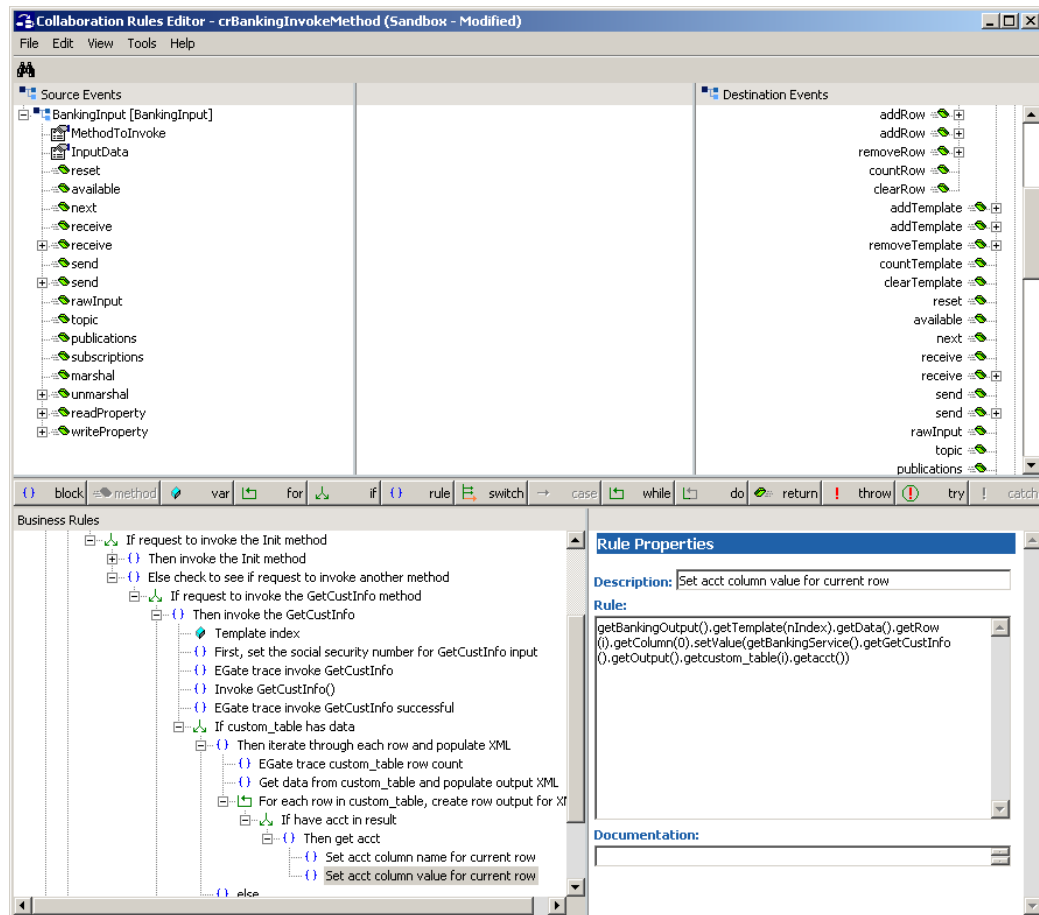 Collaboration Rules Editor - crBankingInvokeMethod (Sandbox - Modified)
File Edit View Tools Help
Source Events
BankingInput [BankingInput]
MethodToInvoke
InputData
reset
available
next
receive
receive
send
send
rawInput
topic
publications
subscriptions
marshal
unmarshal
readProperty
writeProperty
Destination Events
addRow
addRow
removeRow
countRow
clearRow
addTemplate
addTemplate
removeTemplate
countTemplate
clearTemplate
reset
available
next
receive
receive
send
send
rawInput
topic
publications
{} block method var for if {} rule switch case while do return throw try catch
Business Rules
If request to invoke the Init method
{} Then invoke the Init method
{} Else check to see if request to invoke another method
If request to invoke the GetCustInfo method
{} Then invoke the GetCustInfo
Template index
{} First, set the social security number for GetCustInfo input
{} EGate trace invoke GetCustInfo
{} Invoke GetCustInfo()
{} EGate trace invoke GetCustInfo successful
If custom_table has data
{} Then iterate through each row and populate XML
{} EGate trace custom_table row count
{} Get data from custom_table and populate output XML
For each row in custom_table, create row output for
If have acct in result
{} Then get acct
{} Set acct column name for current row
{} Set acct column value for current row
{} else
Rule Properties
Description: Set acct column value for current row
Rule:
getBankingOutput().getTemplate(nIndex).getData().getRow
(i).getColumn(0).setValue(getBankingService().getGetCustInfo
().getOutput().getcustom_table(i).getacct())
Documentation: